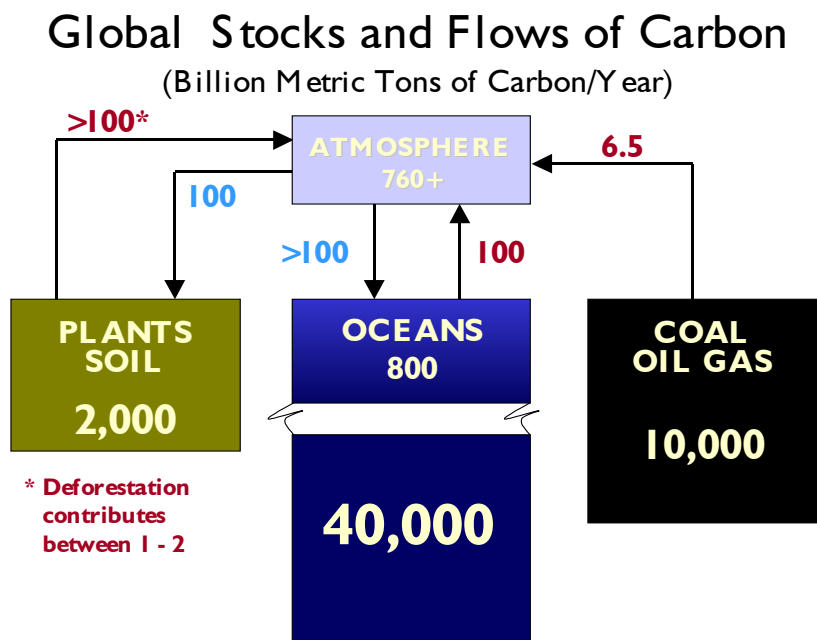 Global Stocks and Flows of Carbon
(Billion Metric Tons of Carbon/Year)
>100*
ATMOSPHERE
760+
6.5
100
>100
100
PLANTS
SOIL
2,000
OCEANS
800
COAL
OIL GAS
10,000
40,000
* Deforestation
contributes
between 1 - 2